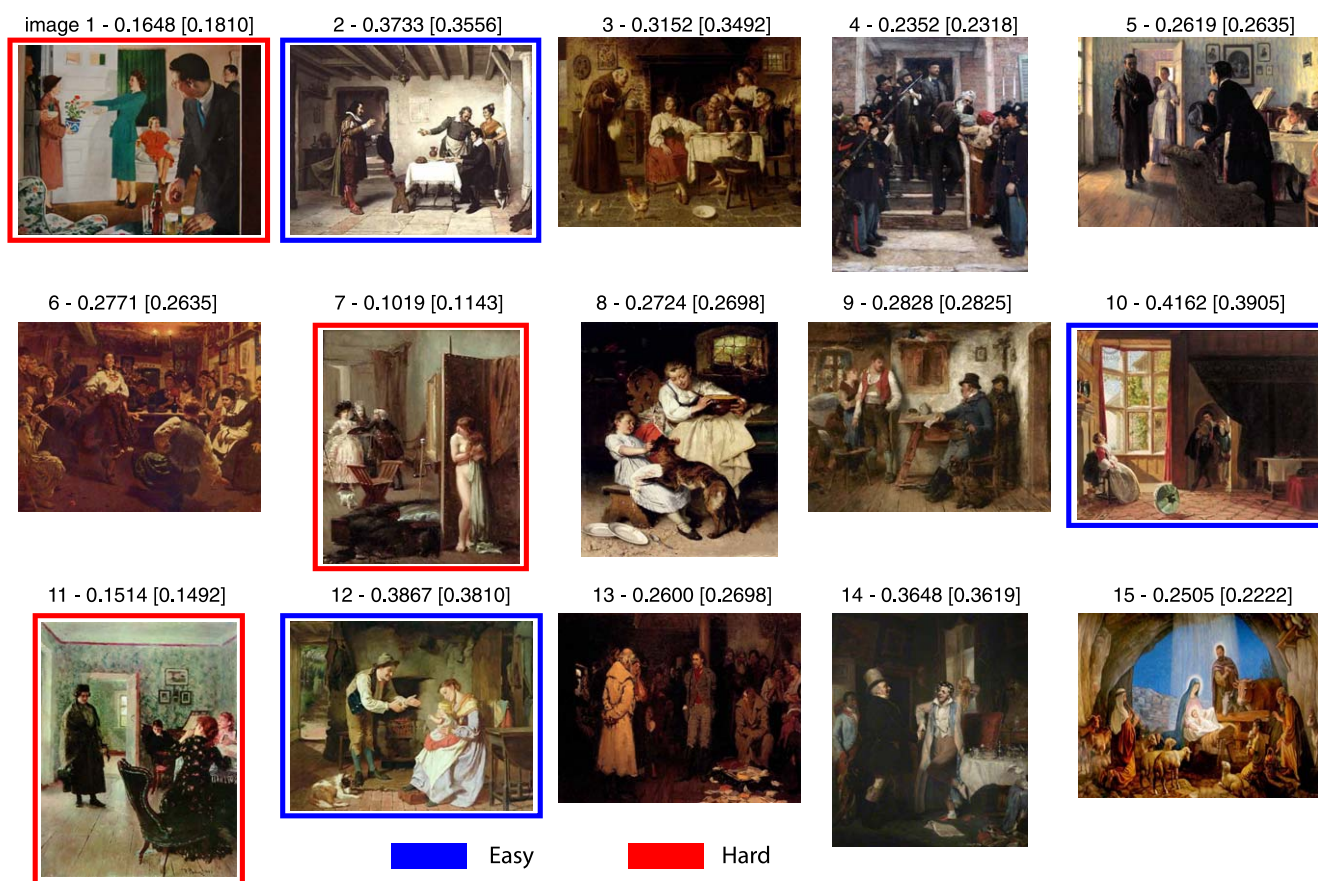 image 1 - 0.1648 [0.1810]
2 - 0.3733 [0.3556]
3 - 0.3152 [0.3492]
4 - 0.2352 [0.2318]
5 - 0.2619 [0.2635]
6 - 0.2771 [0.2635]
7 - 0.1019 [0.1143]
8 - 0.2724 [0.2698]
9 - 0.2828 [0.2825]
10 - 0.4162 [0.3905]
11 - 0.1514 [0.1492]
12 - 0.3867 [0.3810]
13 - 0.2600 [0.2698]
14 - 0.3648 [0.3619]
15 - 0.2505 [0.2222]
Easy
Hard